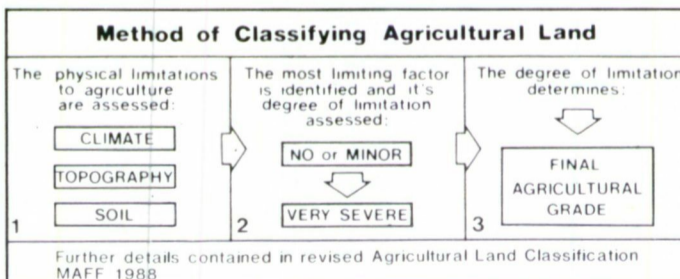 Method of Classifying Agricultural Land
The physical limitations
to agriculture
are assessed:
CLIMATE
TOPOGRAPHY
SOIL
1
The most limiting factor
is identified and it's
degree of limitation
assessed:
NO or MINOR
VERY SEVERE
2
The degree of limitation
determines:
FINAL
AGRICULTURAL
GRADE
3
Further details contained in revised Agricultural Land Classification
MAFF 1988